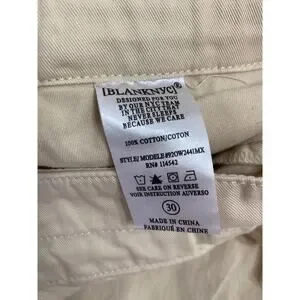 [BLANKNYC]®
DESIGNED FOR YOU
BY OUR NYC TEAM
IN THE CITY THAT
NEVER SLEEPS
BECAUSE WE CARE
100% COTTON/COTON
STYLE/ MODELE #92OW2441MX
RN# 114542
SEE CARE ON REVERSE
VOIR INSTRUCTION AUVERSO
30
MADE IN CHINA
FABRIQUÉ EN CHINE